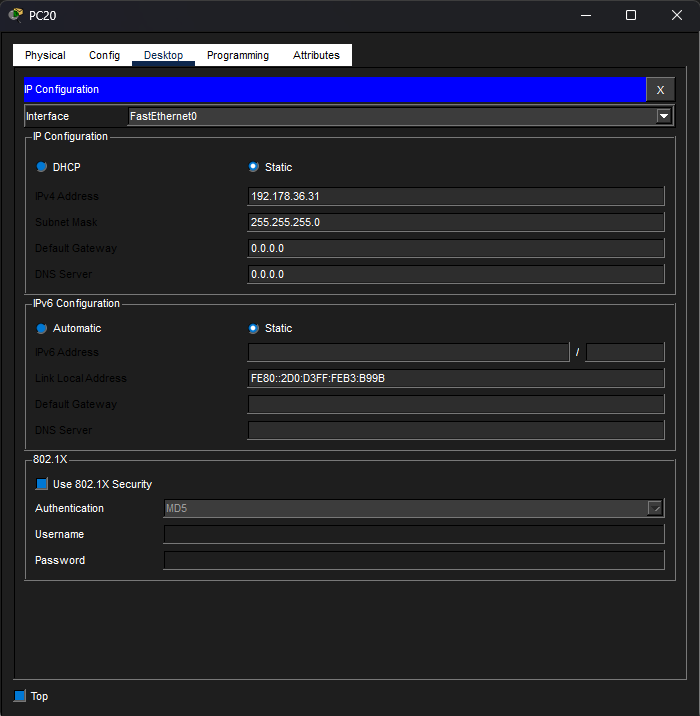 PC20
Physical Config Desktop Programming Attributes
IP Configuration X
Interface FastEthernet0
IP Configuration
DHCP Static
IPv4 Address 192.178.36.31
Subnet Mask 255.255.255.0
Default Gateway 0.0.0.0
DNS Server 0.0.0.0
IPv6 Configuration
Automatic Static
IPv6 Address /
Link Local Address FE80::2D0:D3FF:FEB3:B99B
Default Gateway
DNS Server
802.1X
Use 802.1X Security
Authentication MD5
Username
Password
Top